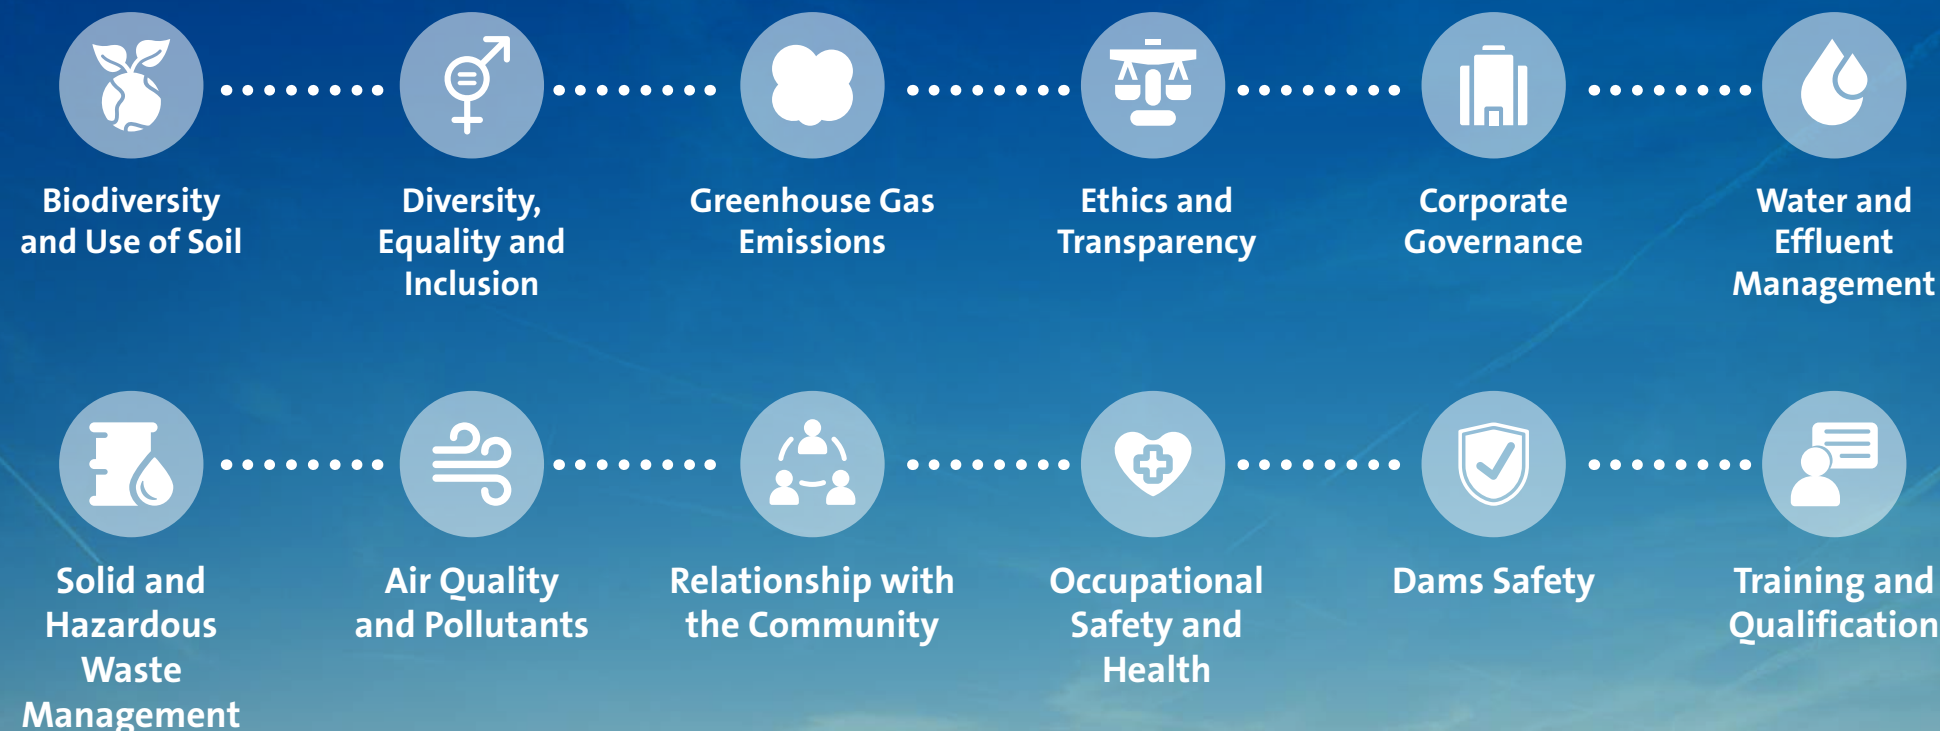 Biodiversity
and Use of Soil
Diversity,
Equality and
Inclusion
Greenhouse Gas
Emissions
Ethics and
Transparency
Corporate
Governance
Water and
Effluent
Management
Solid and
Hazardous
Waste
Management
Air Quality
and Pollutants
Relationship with
the Community
Occupational
Safety and
Health
Dams Safety
Training and
Qualification